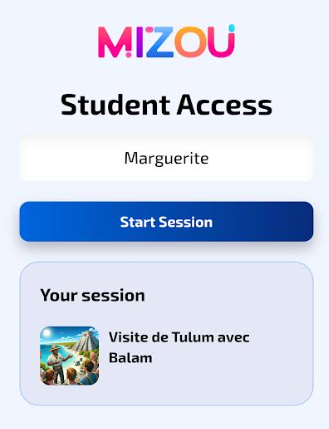 MIZOU
Student Access
Marguerite
Start Session
Your session
Visite de Tulum avec
Balam